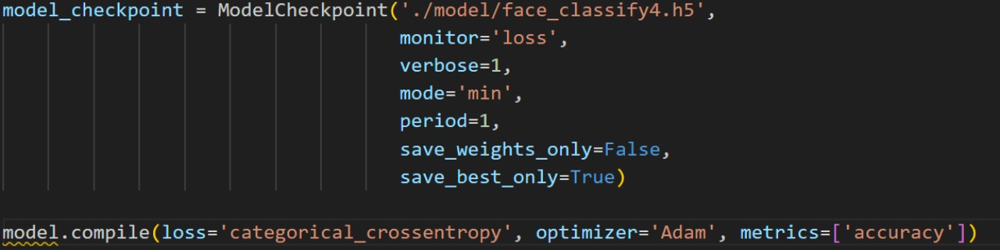 model_checkpoint = ModelCheckpoint('./model/face_classify4.h5',
                                   monitor='loss',
                                   verbose=1,
                                   mode='min',
                                   period=1,
                                   save_weights_only=False,
                                   save_best_only=True)
model.compile(loss='categorical_crossentropy', optimizer='Adam', metrics=['accuracy'])